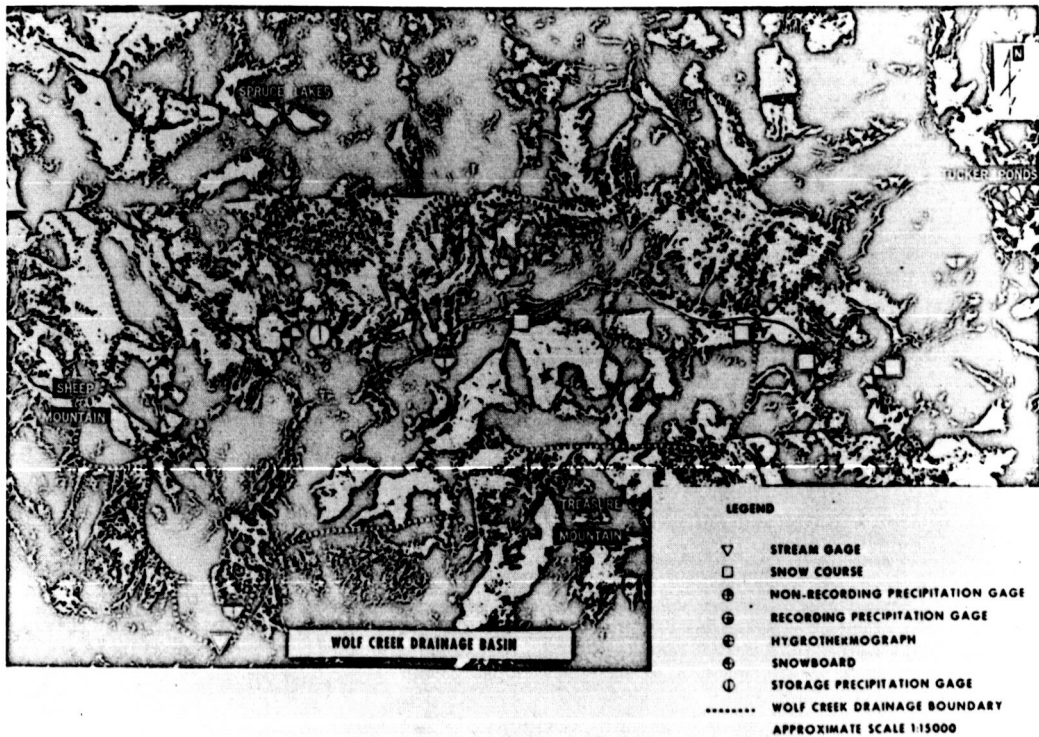 N
SPRUCE LAKES
TUCKER PONDS
SHEEP
MOUNTAIN
TREASURE
MOUNTAIN
WOLF CREEK DRAINAGE BASIN
LEGEND
STREAM GAGE
SNOW COURSE
NON-RECORDING PRECIPITATION GAGE
RECORDING PRECIPITATION GAGE
HYGROTHERMOGRAPH
SNOWBOARD
STORAGE PRECIPITATION GAGE
WOLF CREEK DRAINAGE BOUNDARY
APPROXIMATE SCALE 1:15000